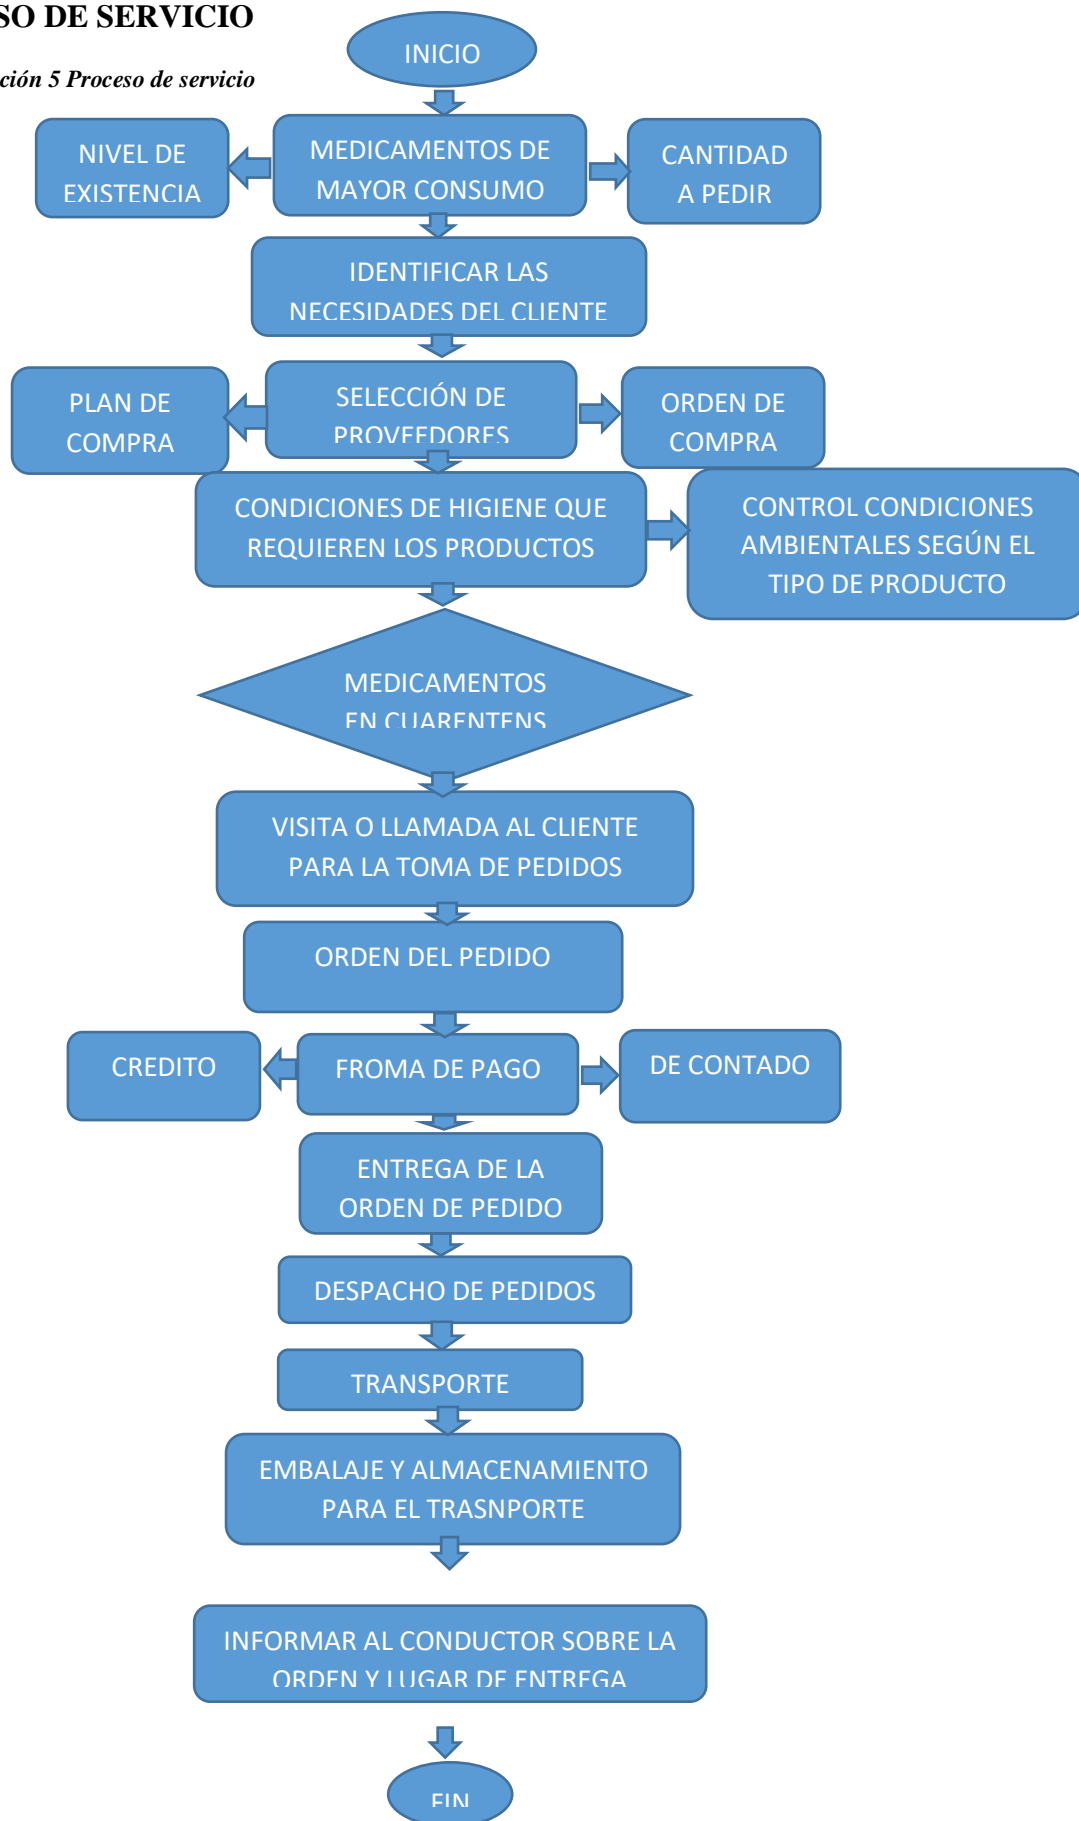 SO DE SERVICIO
ción 5 Proceso de servicio
INICIO
NIVEL DE
EXISTENCIA
MEDICAMENTOS DE
MAYOR CONSUMO
CANTIDAD
A PEDIR
IDENTIFICAR LAS
NECESIDADES DEL CLIENTE
PLAN DE
COMPRA
SELECCIÓN DE
PROVEEDORES
ORDEN DE
COMPRA
CONDICIONES DE HIGIENE QUE
REQUIEREN LOS PRODUCTOS
CONTROL CONDICIONES
AMBIENTALES SEGÚN EL
TIPO DE PRODUCTO
MEDICAMENTOS
EN CUARENTENS
VISITA O LLAMADA AL CLIENTE
PARA LA TOMA DE PEDIDOS
ORDEN DEL PEDIDO
CREDITO
FROMA DE PAGO
DE CONTADO
ENTREGA DE LA
ORDEN DE PEDIDO
DESPACHO DE PEDIDOS
TRANSPORTE
EMBALAJE Y ALMACENAMIENTO
PARA EL TRASNPORTE
INFORMAR AL CONDUCTOR SOBRE LA
ORDEN Y LUGAR DE ENTREGA
FIN